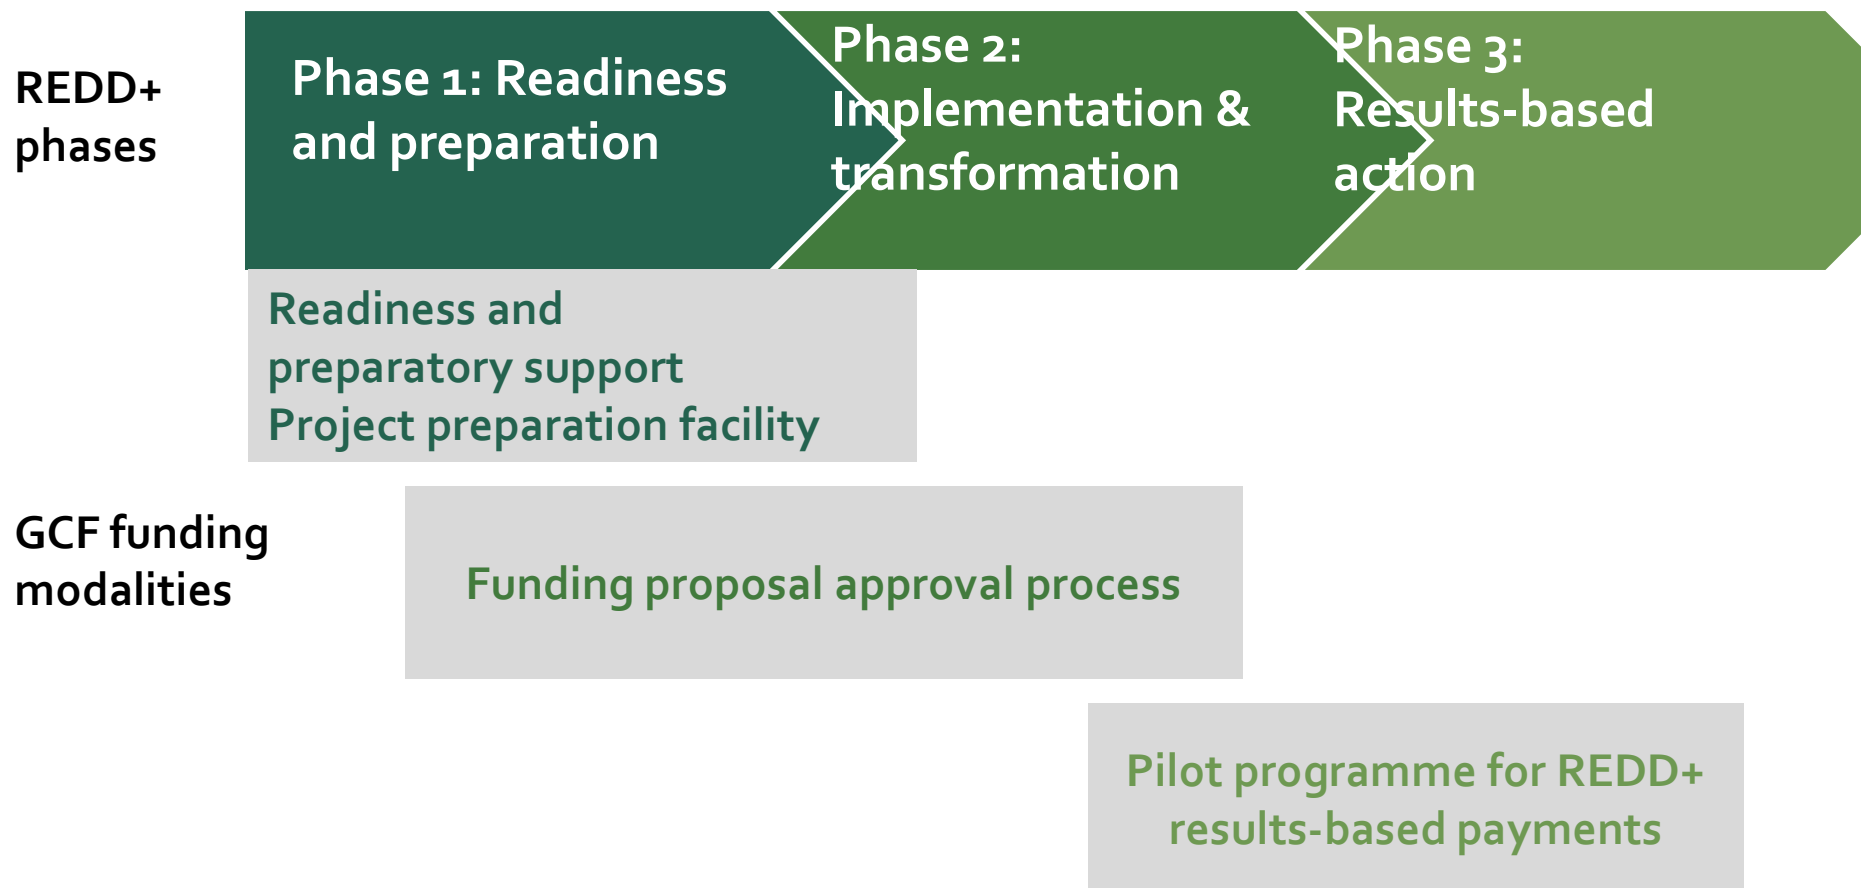 REDD+
phases
Phase 1: Readiness
and preparation
Phase 2:
Implementation &
transformation
Phase 3:
Results-based
action
Readiness and
preparatory support
Project preparation facility
GCF funding
modalities
Funding proposal approval process
Pilot programme for REDD+
results-based payments